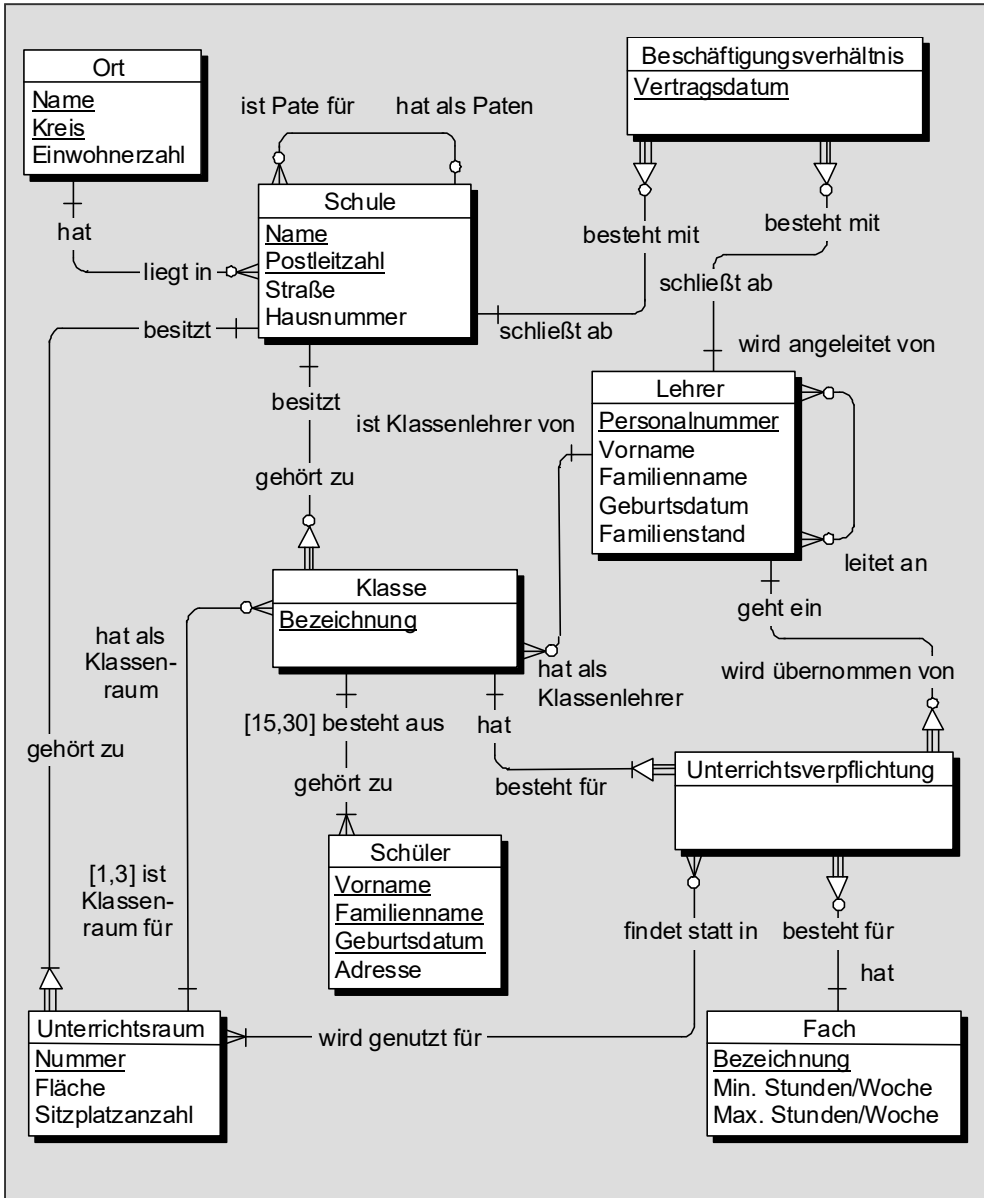 Ort
Name
Kreis
Einwohnerzahl
ist Pate für
hat als Paten
Beschäftigungsverhältnis
Vertragsdatum
Schule
Name
Postleitzahl
Straße
Hausnummer
hat
liegt in
besteht mit
besteht mit
schließt ab
schließt ab
besitzt
besitzt
wird angeleitet von
Lehrer
Personalnummer
Vorname
Familienname
Geburtsdatum
Familienstand
ist Klassenlehrer von
gehört zu
leitet an
Klasse
Bezeichnung
geht ein
hat als
Klassen-
raum
hat als
Klassenlehrer
wird übernommen von
[15,30] besteht aus
hat
gehört zu
gehört zu
besteht für
Unterrichtsverpflichtung
Schüler
Vorname
Familienname
Geburtsdatum
Adresse
[1,3] ist
Klassen-
raum für
findet statt in
besteht für
hat
Unterrichtsraum
Nummer
Fläche
Sitzplatzanzahl
wird genutzt für
Fach
Bezeichnung
Min. Stunden/Woche
Max. Stunden/Woche